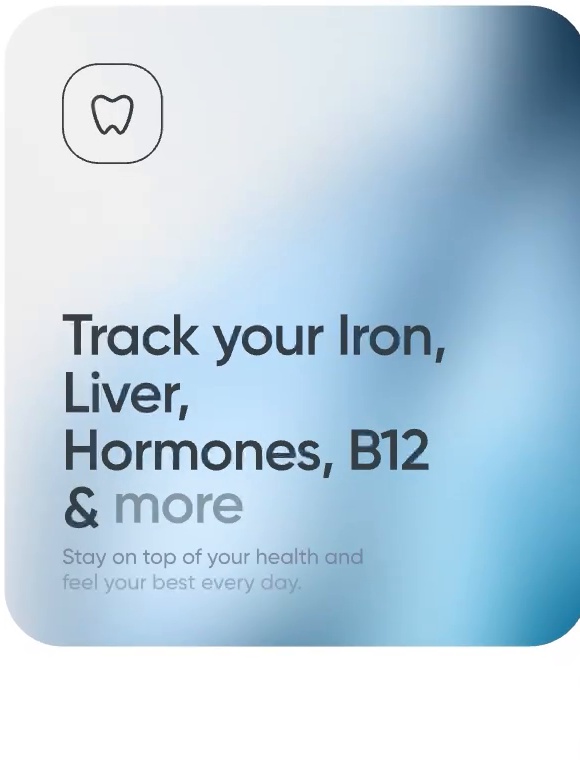 Track your Iron,
Liver,
Hormones, B12
& more
Stay on top of your health and
feel your best every day.